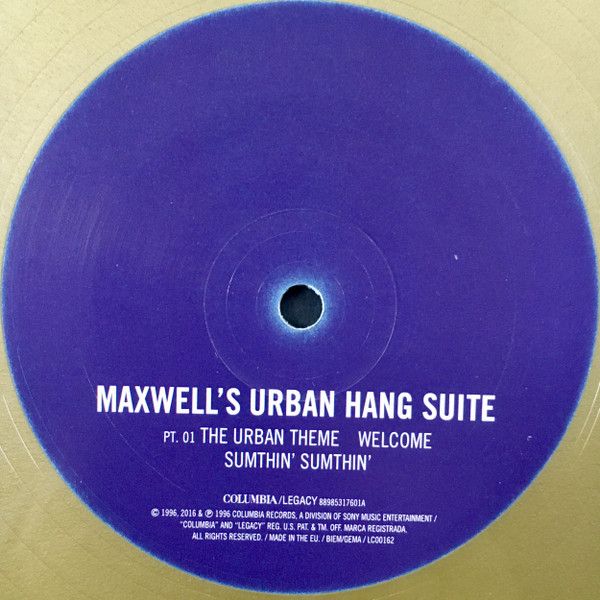 MAXWELL'S URBAN HANG SUITE
PT. 01 THE URBAN THEME WELCOME
SUMTHIN' SUMTHIN'
COLUMBIA/LEGACY 88985317601A
© 1996, 2016 & ℗ 1996 COLUMBIA RECORDS, A DIVISION OF SONY MUSIC ENTERTAINMENT /
"COLUMBIA" AND "LEGACY" REG. U.S. PAT. & TM. OFF. MARCA REGISTRADA.
ALL RIGHTS RESERVED. / MADE IN THE EU. / BIEM/GEMA / LC00162